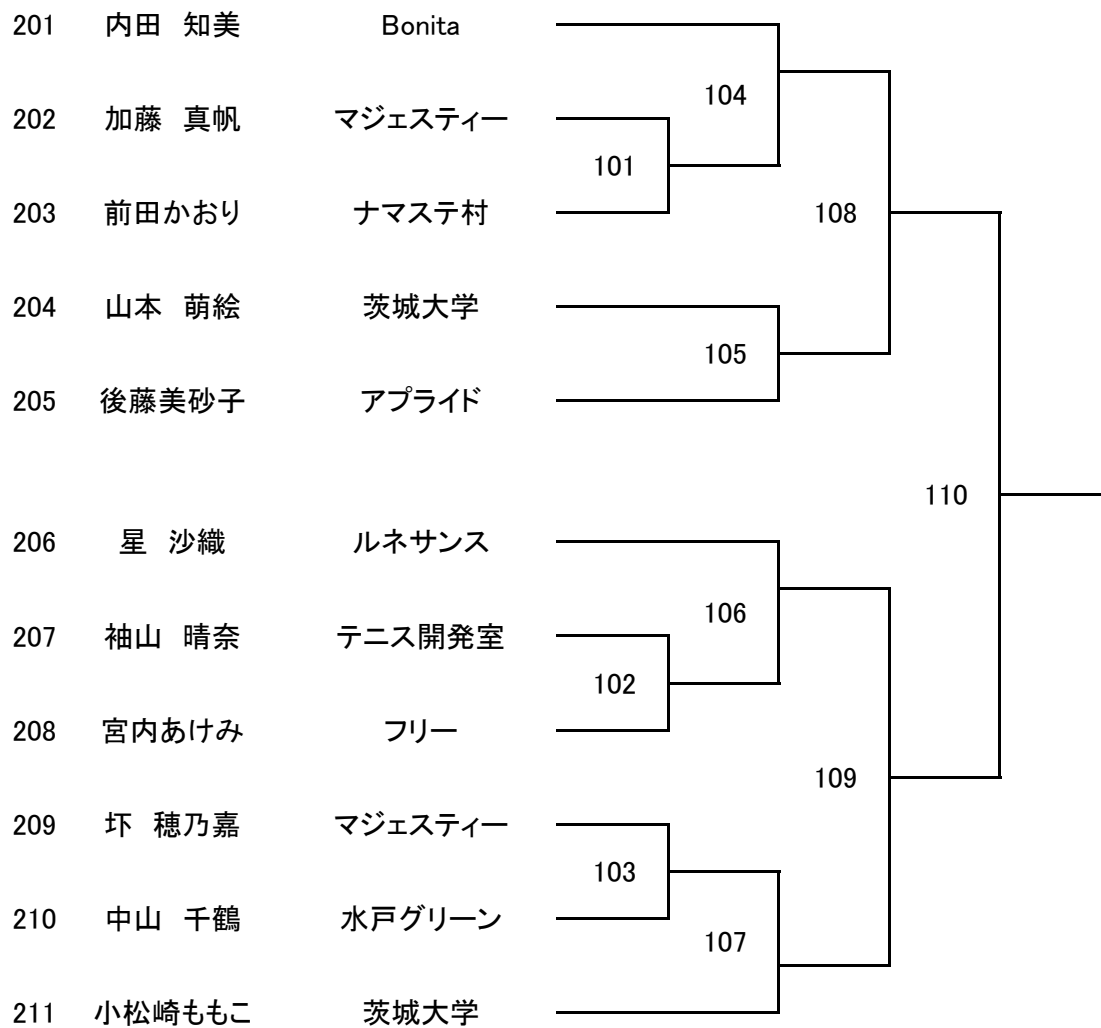 201 内田 知美 Bonita
104
202 加藤 真帆 マジェスティー
101
203 前田かおり ナマステ村
108
204 山本 萌絵 茨城大学
105
205 後藤美砂子 アプライド
110
206 星 沙織 ルネサンス
106
207 袖山 晴奈 テニス開発室
102
208 宮内あけみ フリー
109
209 圷 穂乃嘉 マジェスティー
103
210 中山 千鶴 水戸グリーン
107
211 小松崎ももこ 茨城大学